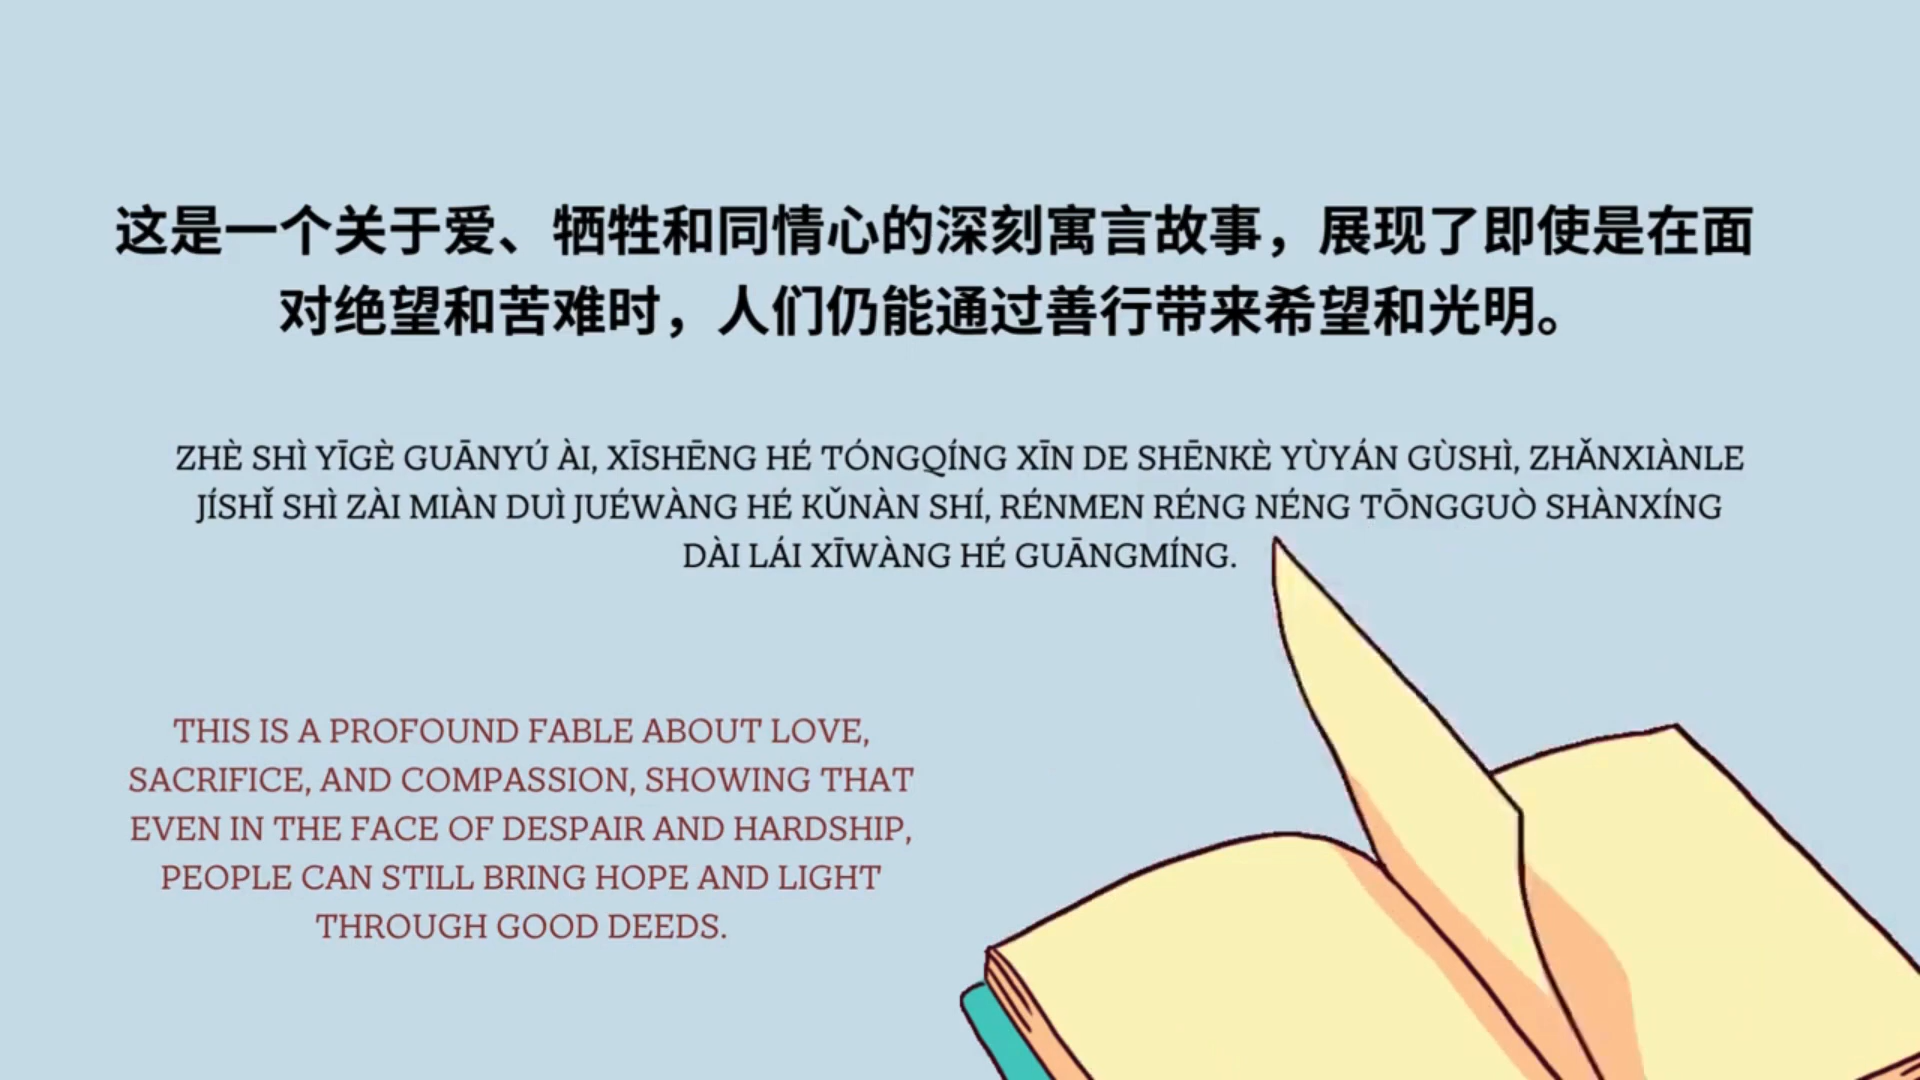 这是一个关于爱、牺牲和同情心的深刻寓言故事，展现了即使是在面
对绝望和苦难时，人们仍能通过善行带来希望和光明。
ZHÈ SHÌ YĪGÈ GUĀNYÚ ÀI, XĪSHĒNG HÉ TÓNGQÍNG XĪN DE SHĒNKÈ YÙYÁN GÙSHÌ, ZHǍNXIÀNLE
JÍSHǏ SHÌ ZÀI MIÀN DUÌ JUÉWÀNG HÉ KǓNÀN SHÍ, RÉNMEN RÉNG NÉNG TŌNGGUÒ SHÀNXÍNG
DÀI LÁI XĪWÀNG HÉ GUĀNGMÍNG.
THIS IS A PROFOUND FABLE ABOUT LOVE,
SACRIFICE, AND COMPASSION, SHOWING THAT
EVEN IN THE FACE OF DESPAIR AND HARDSHIP,
PEOPLE CAN STILL BRING HOPE AND LIGHT
THROUGH GOOD DEEDS.